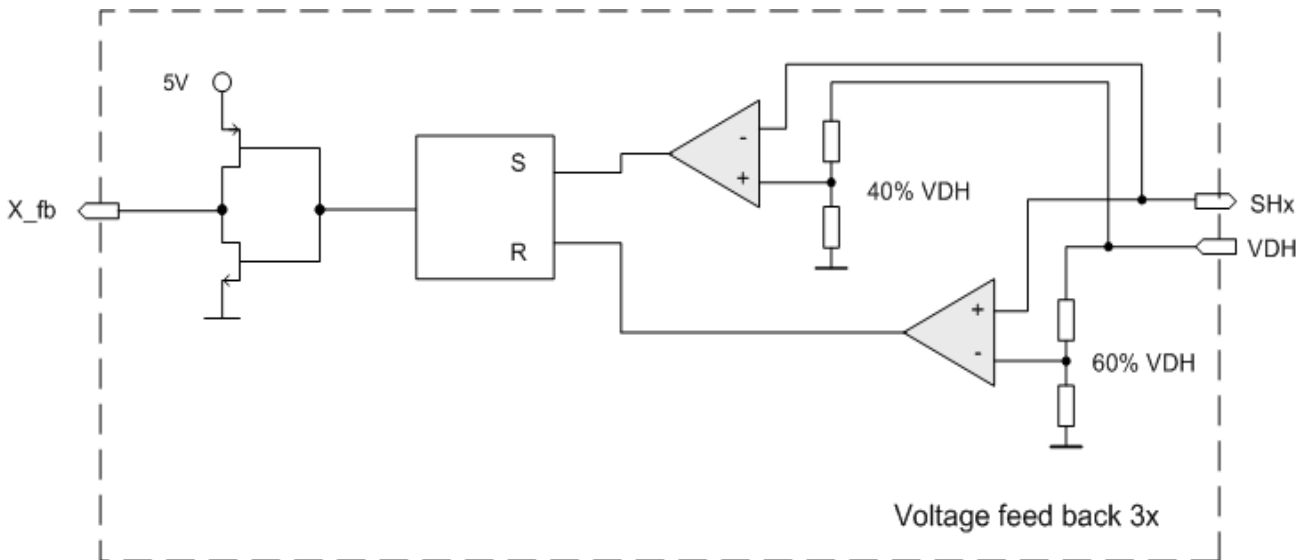 5V
X_fb
S
R
-
+
40% VDH
SHx
VDH
+
-
60% VDH
Voltage feed back 3x